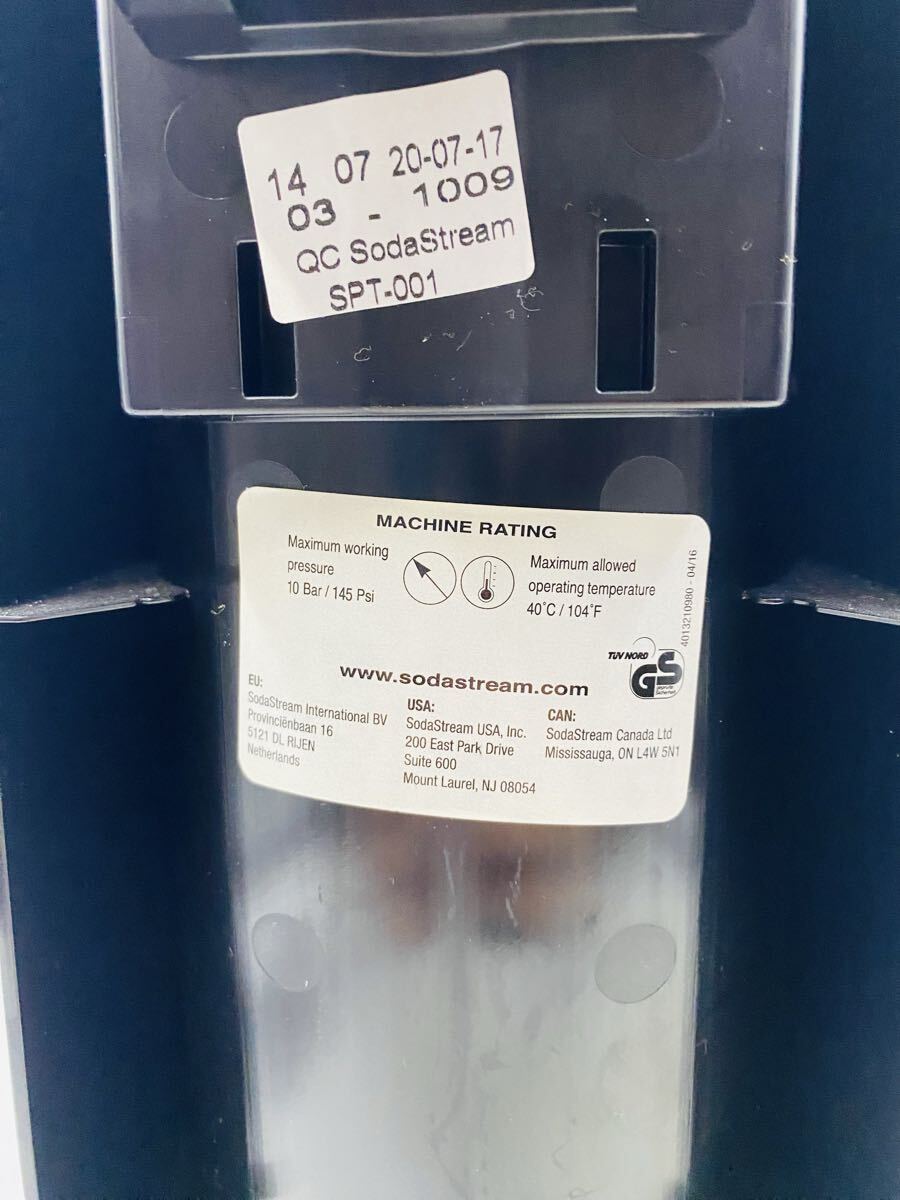 14 07 20-07-17
03 - 1009
QC SodaStream
SPT-001
MACHINE RATING
Maximum working
pressure
10 Bar / 145 Psi
Maximum allowed
operating temperature
40°C / 104°F
4013210980 - 04/16
TÜV NORD
GS
geprüfte
Sicherheit
www.sodastream.com
EU:
SodaStream International BV
Provinciënbaan 16
5121 DL RIJEN
Netherlands
USA:
SodaStream USA, Inc.
200 East Park Drive
Suite 600
Mount Laurel, NJ 08054
CAN:
SodaStream Canada Ltd
Mississauga, ON L4W 5N1